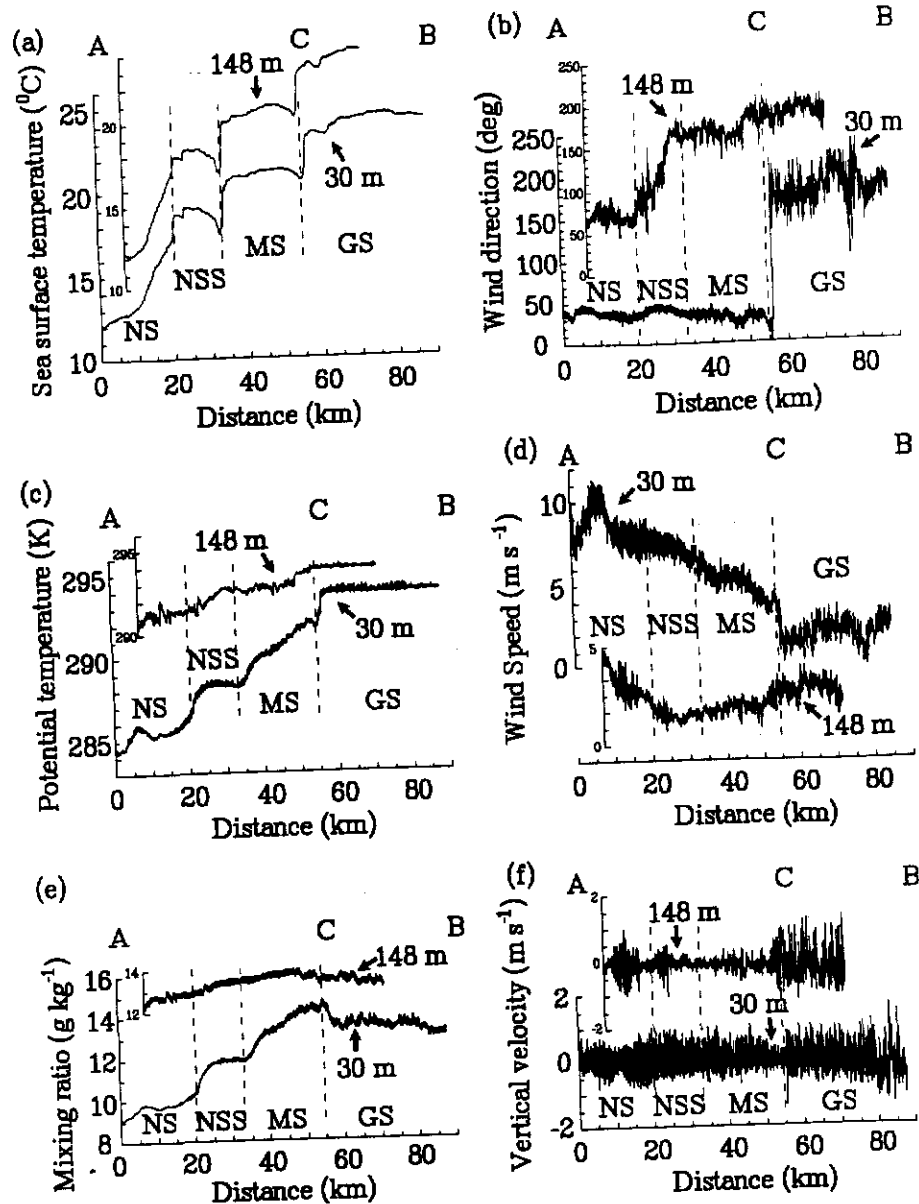 (a)
A
C
B
148 m
30 m
NS
NSS
MS
GS
Sea surface temperature (⁰C)
25
20
15
10
20
15
10
0 20 40 60 80
Distance (km)
(b)
A
C
B
148 m
30 m
NS
NSS
MS
GS
Wind direction (deg)
250
200
150
100
50
0
250
200
150
100
50
0
0 20 40 60 80
Distance (km)
(c)
A
C
B
148 m
30 m
NS
NSS
MS
GS
Potential temperature (K)
295
290
285
295
290
0 20 40 60 80
Distance (km)
(d)
A
C
B
30 m
148 m
NS
NSS
MS
GS
Wind Speed (m s⁻¹)
10
5
0
5
0
0 20 40 60 80
Distance (km)
(e)
A
C
B
148 m
30 m
NS
NSS
MS
GS
Mixing ratio (g kg⁻¹)
16
14
12
10
8
14
12
0 20 40 60 80
Distance (km)
(f)
A
C
B
148 m
30 m
NS
NSS
MS
GS
Vertical velocity (m s⁻¹)
2
0
-2
2
0
-2
0 20 40 60 80
Distance (km)